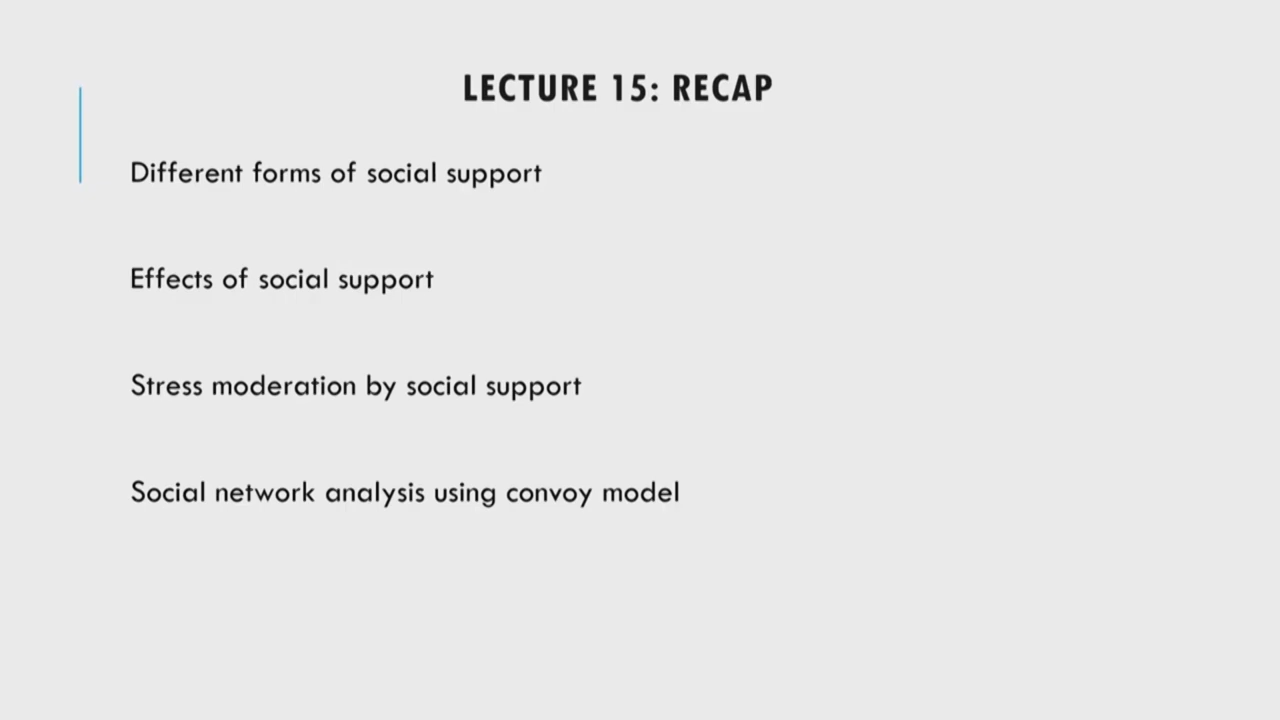 LECTURE 15: RECAP
Different forms of social support
Effects of social support
Stress moderation by social support
Social network analysis using convoy model